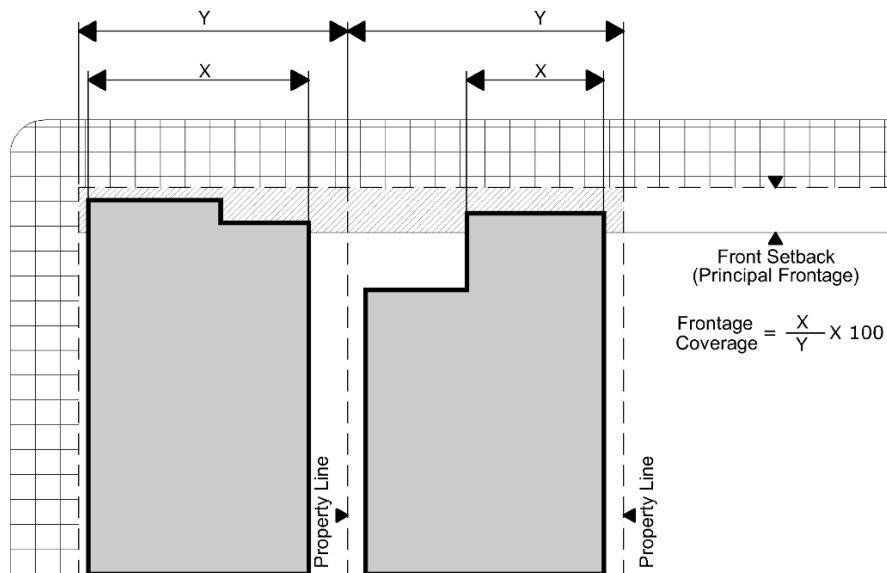 Y
Y
X
X
Front Setback
(Principal Frontage)
Frontage
Coverage = X/Y X 100
Property Line
Property Line